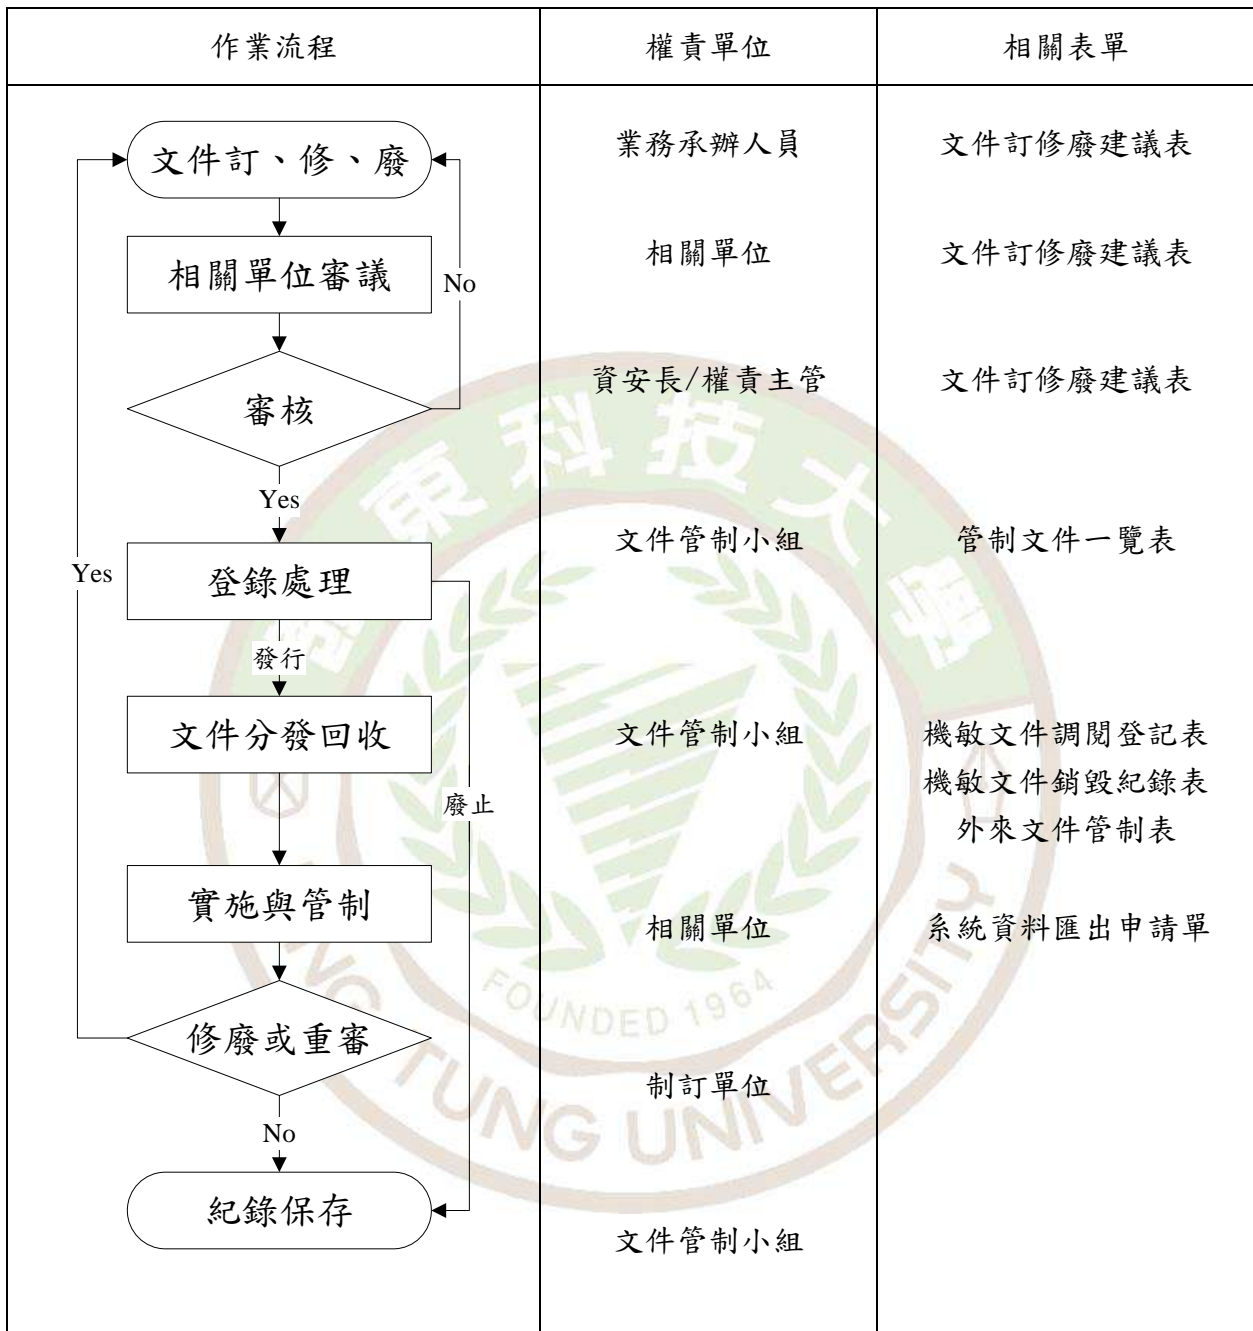 作業流程 權責單位 相關表單
文件訂、修、廢 業務承辦人員 文件訂修廢建議表
相關單位審議 相關單位 文件訂修廢建議表
No
審核 資安長/權責主管 文件訂修廢建議表
Yes
登錄處理 文件管制小組 管制文件一覽表
Yes
發行
文件分發回收 文件管制小組 機敏文件調閱登記表
機敏文件銷毀紀錄表
廢止
外來文件管制表
實施與管制 相關單位 系統資料匯出申請單
修廢或重審 制訂單位
No
紀錄保存 文件管制小組
東科技大學
FOUNDED 1964
TUNG UNIVERSITY